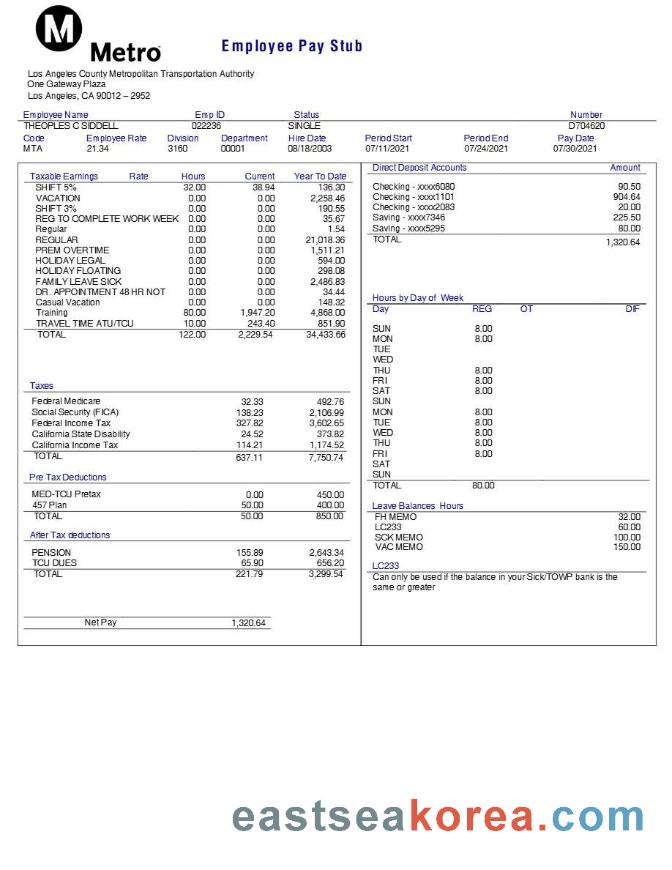 M
Metro
Employee Pay Stub
Los Angeles County Metropolitan Transportation Authority
One Gateway Plaza
Los Angeles, CA 90012 – 2952
Employee Name Emp ID Status Number
THEOPLES C SIDDELL 022236 SINGLE D704620
Code Employee Rate Division Department Hire Date Period Start Period End Pay Date
MTA 21.34 3160 00001 08/18/2003 07/11/2021 07/24/2021 07/30/2021
Taxable Earnings Rate Hours Current Year To Date
SHIFT 5% 32.00 38.94 136.30
VACATION 0.00 0.00 2,258.46
SHIFT 3% 0.00 0.00 190.55
REG TO COMPLETE WORK WEEK 0.00 0.00 35.67
Regular 0.00 0.00 1.54
REGULAR 0.00 0.00 21,018.36
PREM OVERTIME 0.00 0.00 1,511.21
HOLIDAY LEGAL 0.00 0.00 594.00
HOLIDAY FLOATING 0.00 0.00 298.08
FAMILY LEAVE SICK 0.00 0.00 2,486.83
DR. APPOINTMENT 48 HR NOT 0.00 0.00 34.44
Casual Vacation 0.00 0.00 148.32
Training 80.00 1,947.20 4,868.00
TRAVEL TIME ATU/TCU 10.00 243.40 851.90
TOTAL 122.00 2,229.54 34,433.66
Taxes
Federal Medicare 32.33 492.76
Social Security (FICA) 138.23 2,106.99
Federal Income Tax 327.82 3,602.65
California State Disability 24.52 373.82
California Income Tax 114.21 1,174.52
TOTAL 637.11 7,750.74
Pre Tax Deductions
MED-TCU Pretax 0.00 450.00
457 Plan 50.00 400.00
TOTAL 50.00 850.00
After Tax deductions
PENSION 155.89 2,643.34
TCU DUES 65.90 656.20
TOTAL 221.79 3,299.54
Net Pay 1,320.64
Direct Deposit Accounts Amount
Checking - xxxx6080 90.50
Checking - xxxx1101 904.64
Checking - xxxx2083 20.00
Saving - xxxx7346 225.50
Saving - xxxx5295 80.00
TOTAL 1,320.64
Hours by Day of Week
Day REG OT DIF
SUN 8.00
MON 8.00
TUE
WED
THU 8.00
FRI 8.00
SAT 8.00
SUN
MON 8.00
TUE 8.00
WED 8.00
THU 8.00
FRI 8.00
SAT
SUN
TOTAL 80.00
Leave Balances Hours
FH MEMO 32.00
LC233 60.00
SCK MEMO 100.00
VAC MEMO 150.00
LC233
Can only be used if the balance in your Sick/TOWP bank is the
same or greater
eastseakorea.com